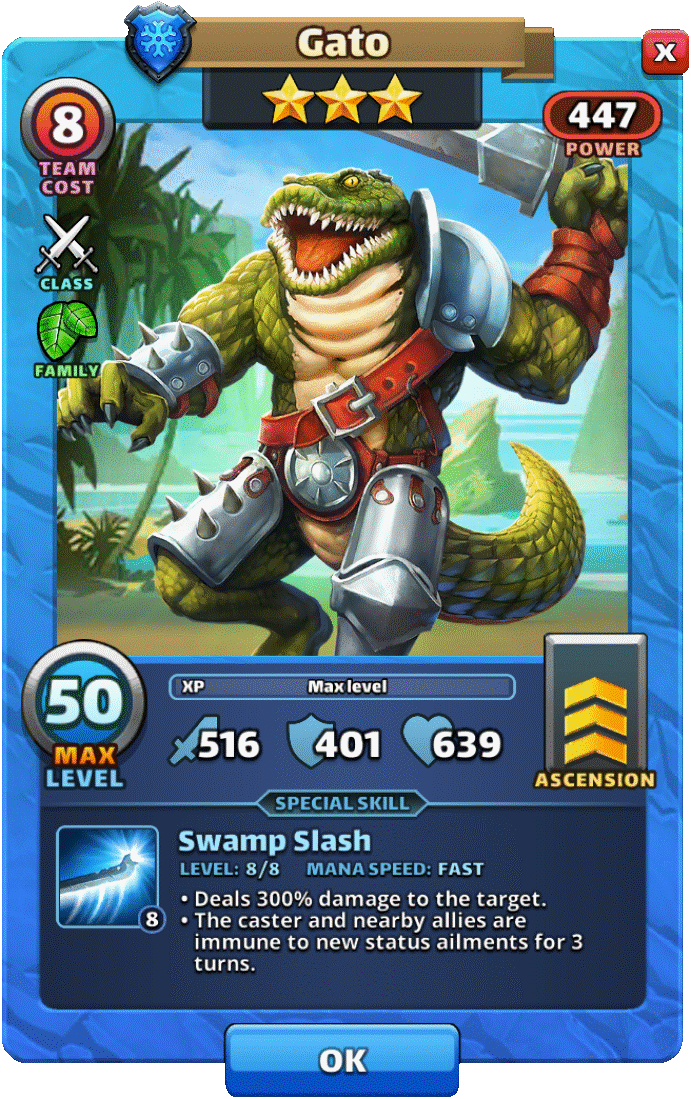 Gato
X
8
TEAM
COST
447
POWER
CLASS
FAMILY
50
MAX
LEVEL
XP Max level
516 401 639
ASCENSION
SPECIAL SKILL
Swamp Slash
LEVEL: 8/8 MANA SPEED: FAST
8
• Deals 300% damage to the target.
• The caster and nearby allies are
immune to new status ailments for 3
turns.
OK